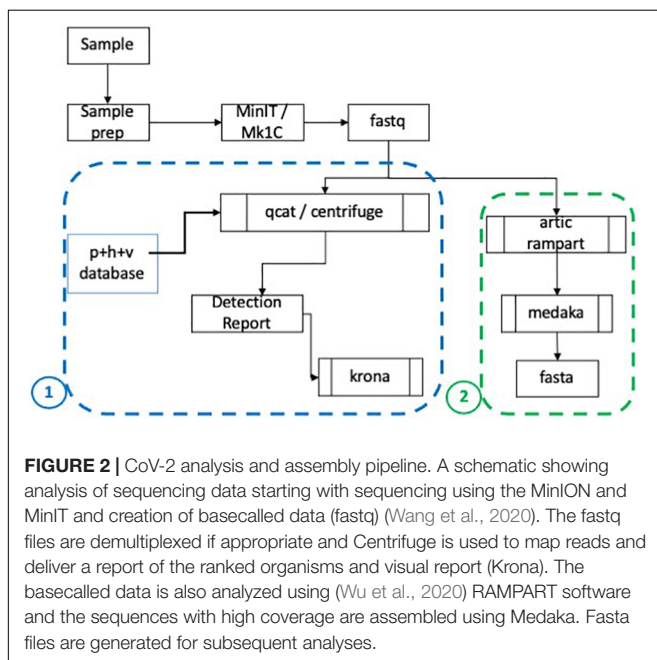 Sample
Sample
prep
MinIT /
Mk1C
fastq
qcat / centrifuge
p+h+v
database
Detection
Report
krona
1
artic
rampart
medaka
fasta
2
FIGURE 2 | CoV-2 analysis and assembly pipeline. A schematic showing
analysis of sequencing data starting with sequencing using the MinION and
MinIT and creation of basecalled data (fastq) (Wang et al., 2020). The fastq
files are demultiplexed if appropriate and Centrifuge is used to map reads and
deliver a report of the ranked organisms and visual report (Krona). The
basecalled data is also analyzed using (Wu et al., 2020) RAMPART software
and the sequences with high coverage are assembled using Medaka. Fasta
files are generated for subsequent analyses.